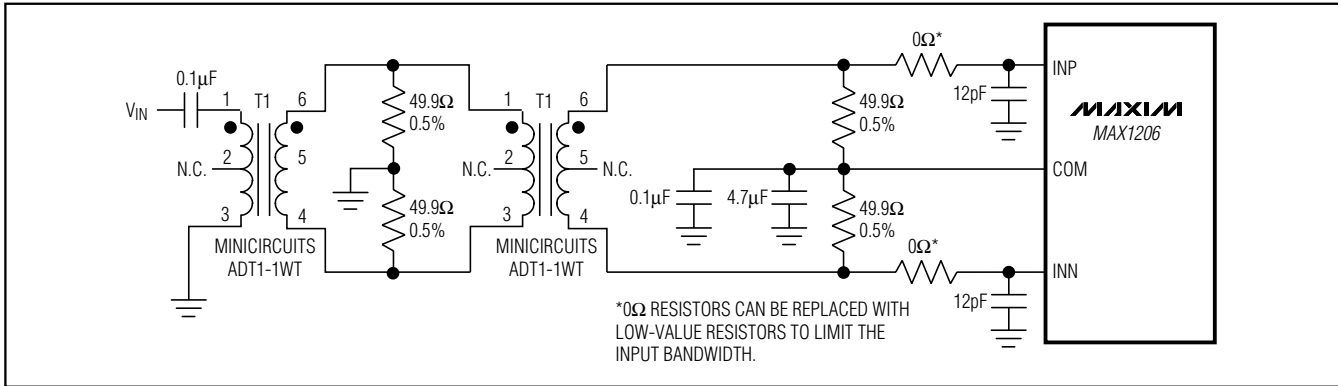 0.1µF
VIN
1
T1
6
N.C.
2
5
3
4
MINICIRCUITS
ADT1-1WT
49.9Ω
0.5%
49.9Ω
0.5%
1
T1
6
N.C.
2
5
N.C.
3
4
MINICIRCUITS
ADT1-1WT
0.1µF
4.7µF
0Ω*
49.9Ω
0.5%
49.9Ω
0.5%
0Ω*
12pF
12pF
INP
MAXIM
MAX1206
COM
INN
*0Ω RESISTORS CAN BE REPLACED WITH
LOW-VALUE RESISTORS TO LIMIT THE
INPUT BANDWIDTH.